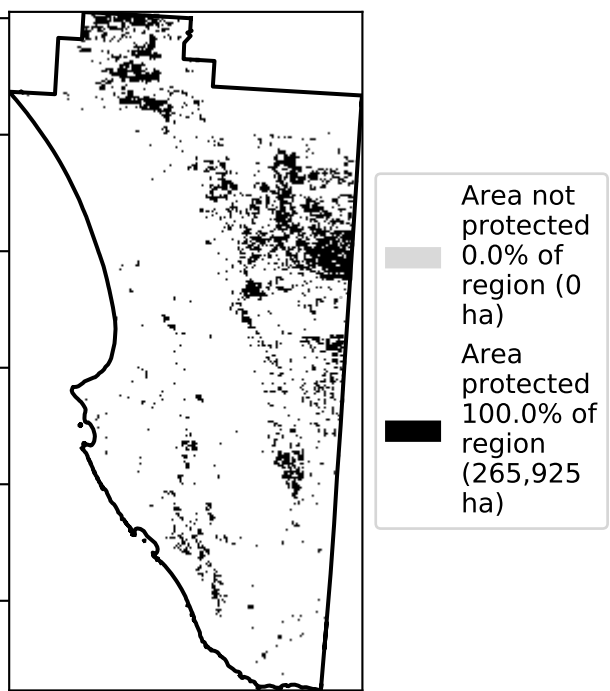 Area not
protected
0.0% of
region (0
ha)
Area
protected
100.0% of
region
(265,925
ha)